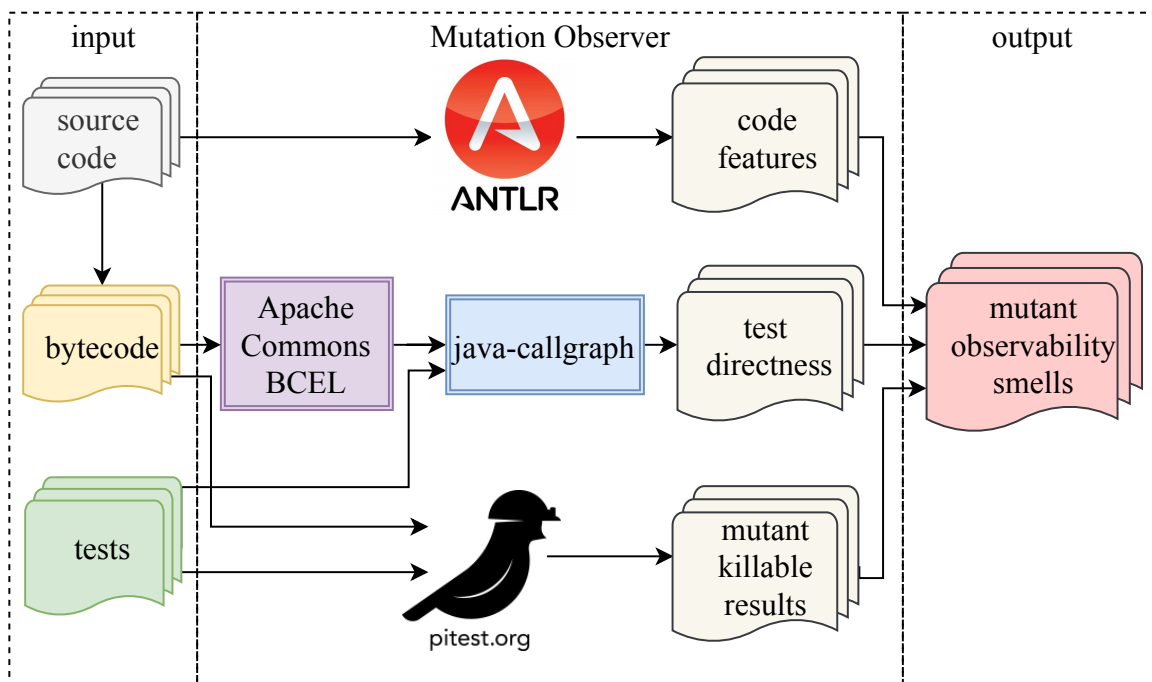 input
Mutation Observer
output
source
code
ANTLR
code
features
bytecode
Apache
Commons
BCEL
java-callgraph
test
directness
mutant
observability
smells
tests
pitest.org
mutant
killable
results